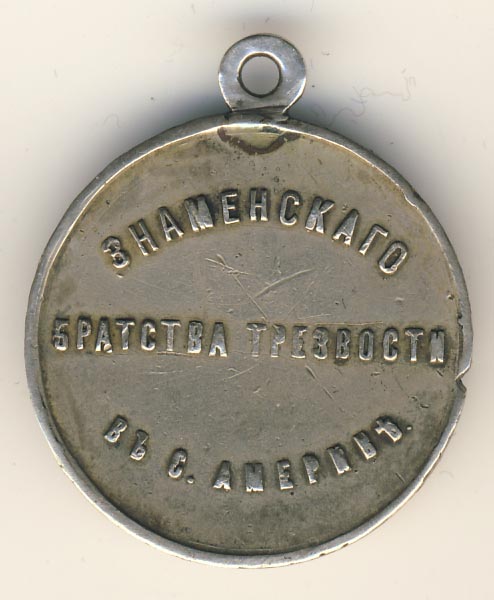 ЗНАМЕНСКАГО
БРАТСТВА ТРЕЗВОСТИ
ВЪ С. АМЕРИКѢ.